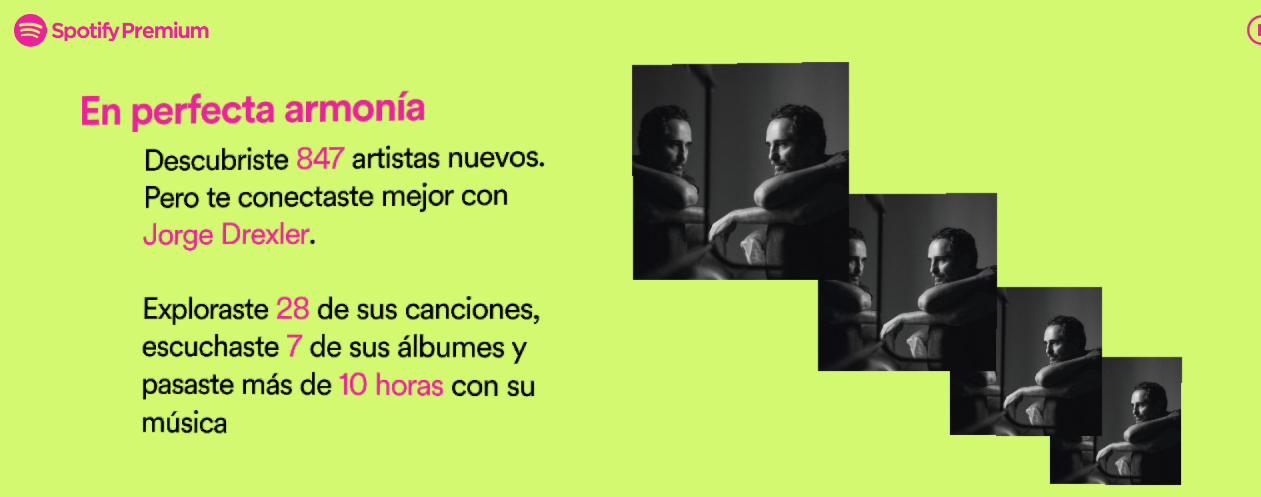 Spotify Premium
En perfecta armonía
Descubriste 847 artistas nuevos.
Pero te conectaste mejor con
Jorge Drexler.
Exploraste 28 de sus canciones,
escuchaste 7 de sus álbumes y
pasaste más de 10 horas con su
música